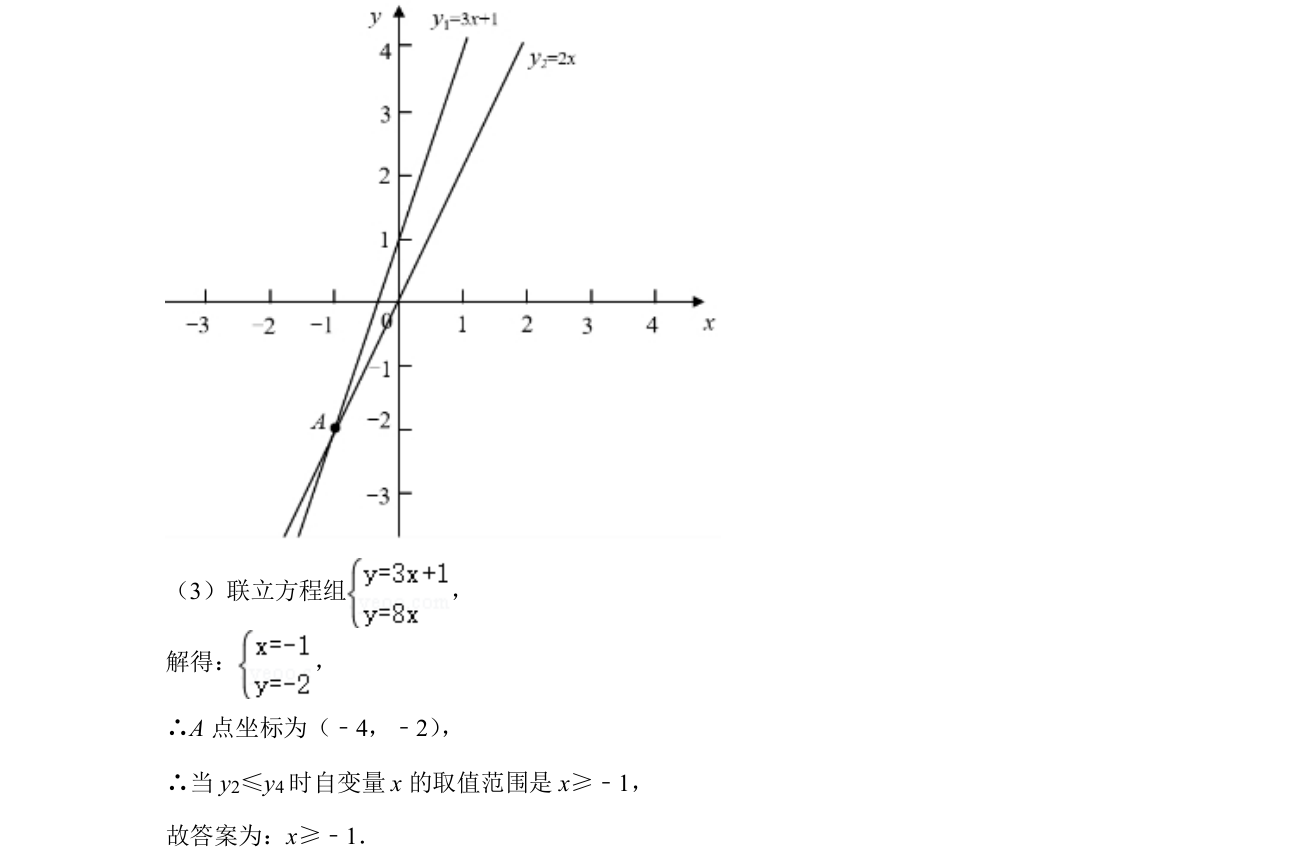 y y₁=3x+1
4 y₂=2x
3
2
1
−3 −2 −1 0 1 2 3 4 x
−1
A −2
−3
（3）联立方程组{y=3x+1
y=8x，
解得：{x=−1
y=−2，
∴A 点坐标为（﹣4，﹣2），
∴当 y2≤y4 时自变量 x 的取值范围是 x≥﹣1，
故答案为：x≥﹣1．